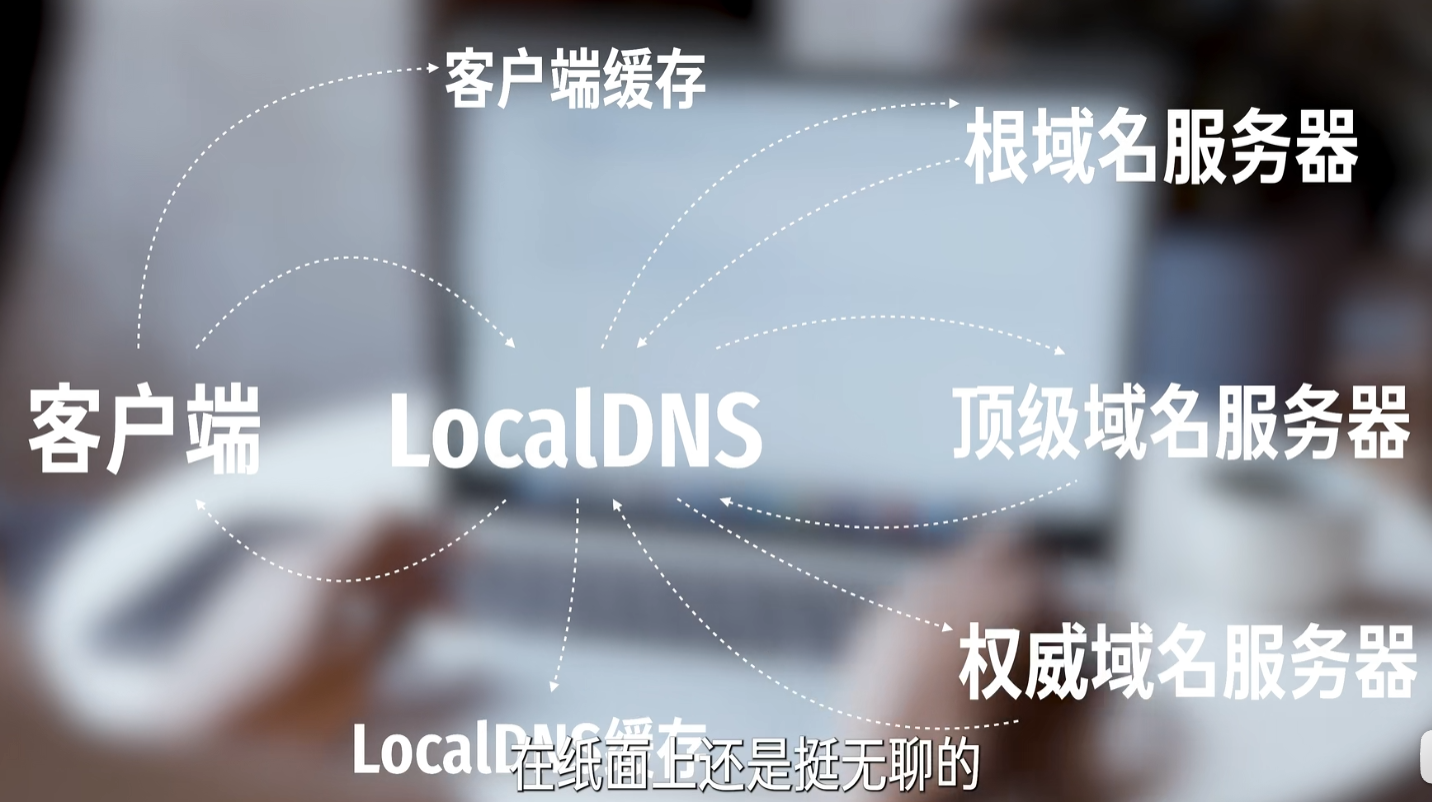 客户端缓存
根域名服务器
客户端
LocalDNS
顶级域名服务器
权威域名服务器
LocalDNS缓存
在纸面上还是挺无聊的